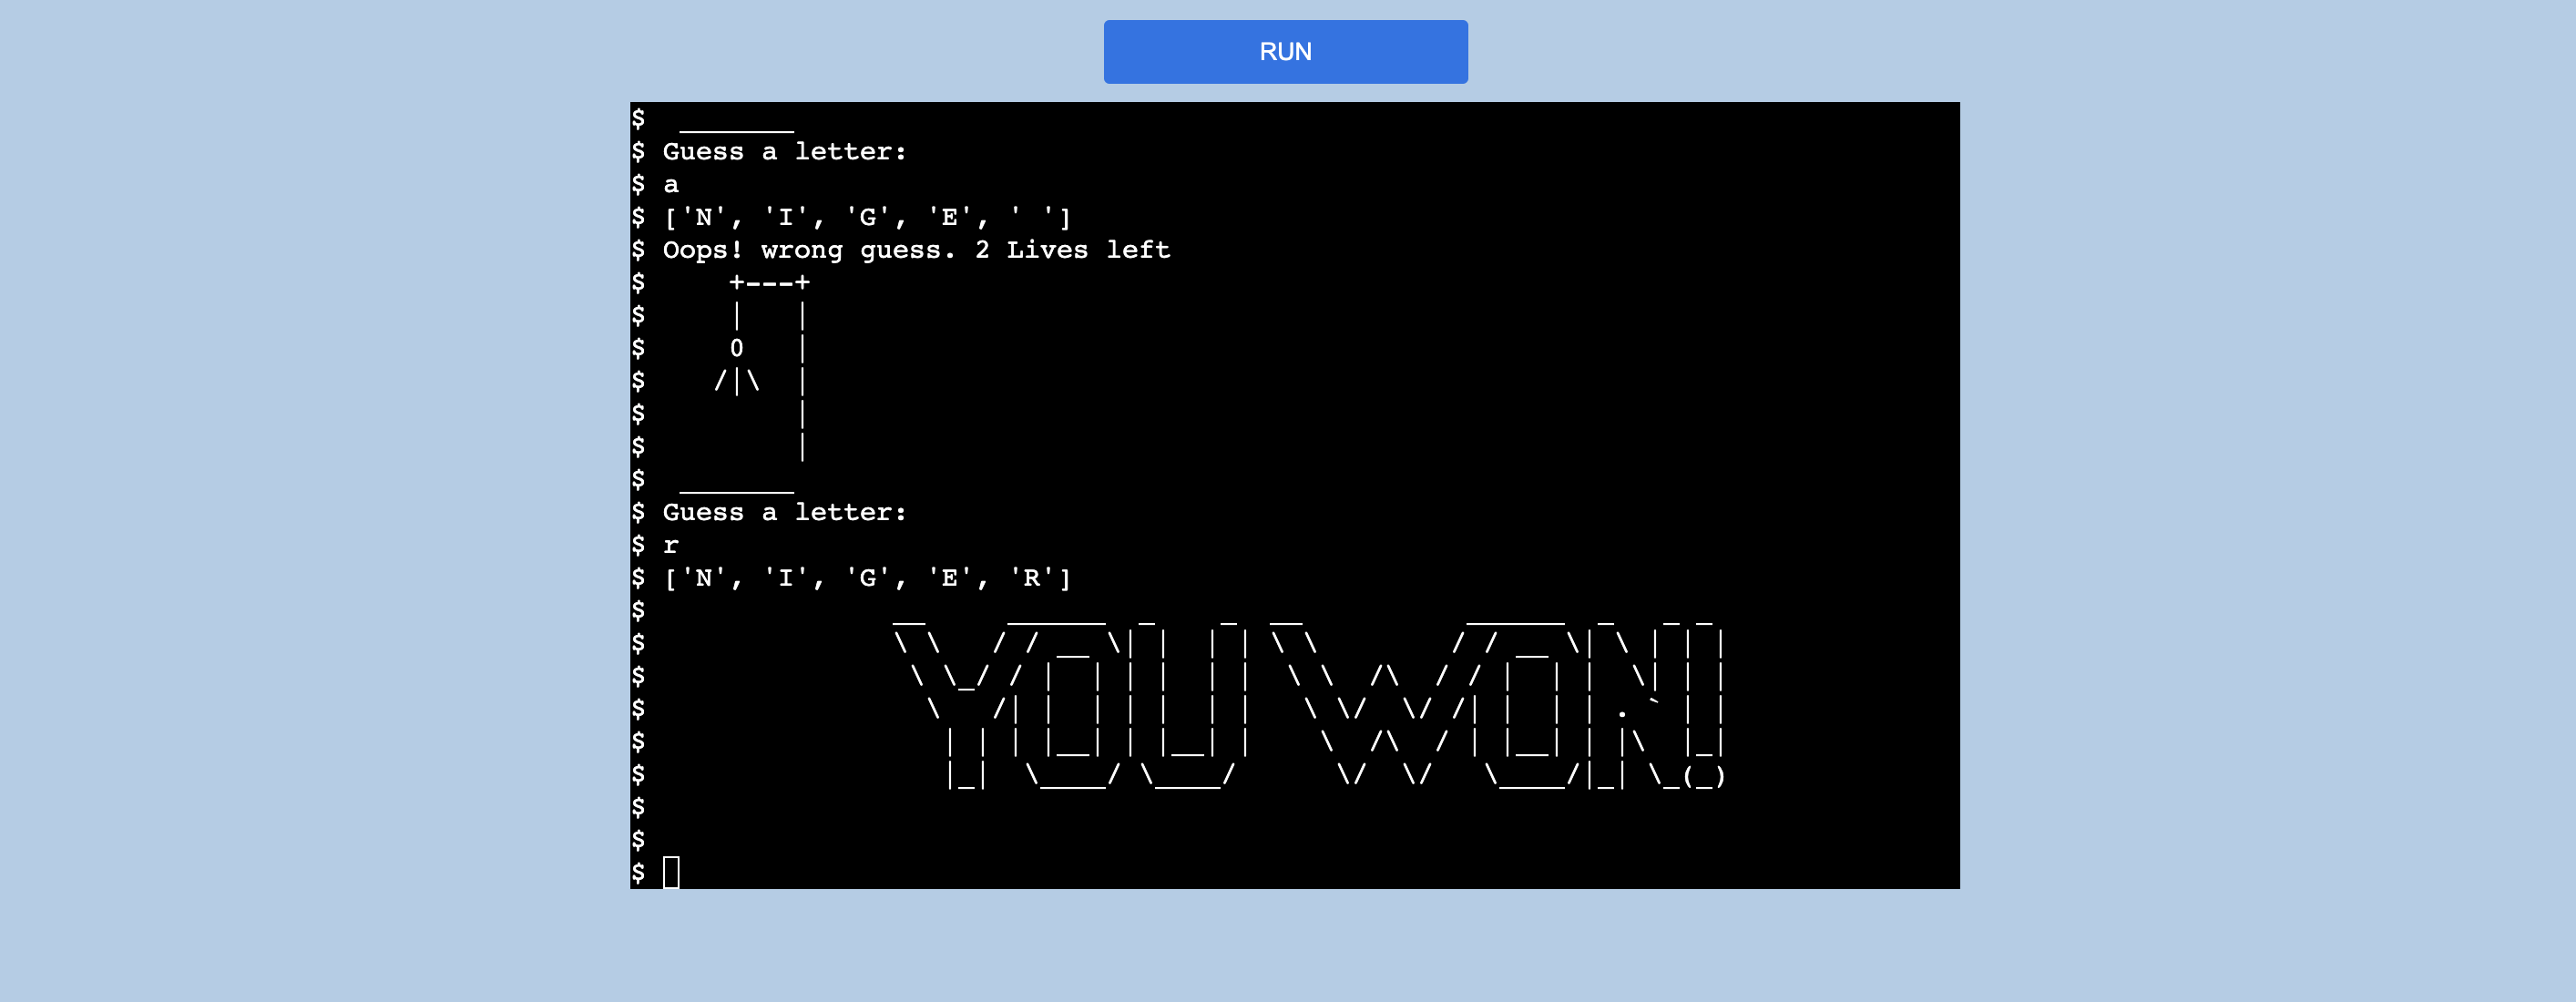 RUN
$  _______
$ Guess a letter:
$ a
$ ['N', 'I', 'G', 'E', ' ']
$ Oops! wrong guess. 2 Lives left
$     +---+
$     |   |
$     0   |
$    /|\  |
$         |
$         |
$  _______
$ Guess a letter:
$ r
$ ['N', 'I', 'G', 'E', 'R']
$ YOU WON!
$
$
$
$
$
$
$
$